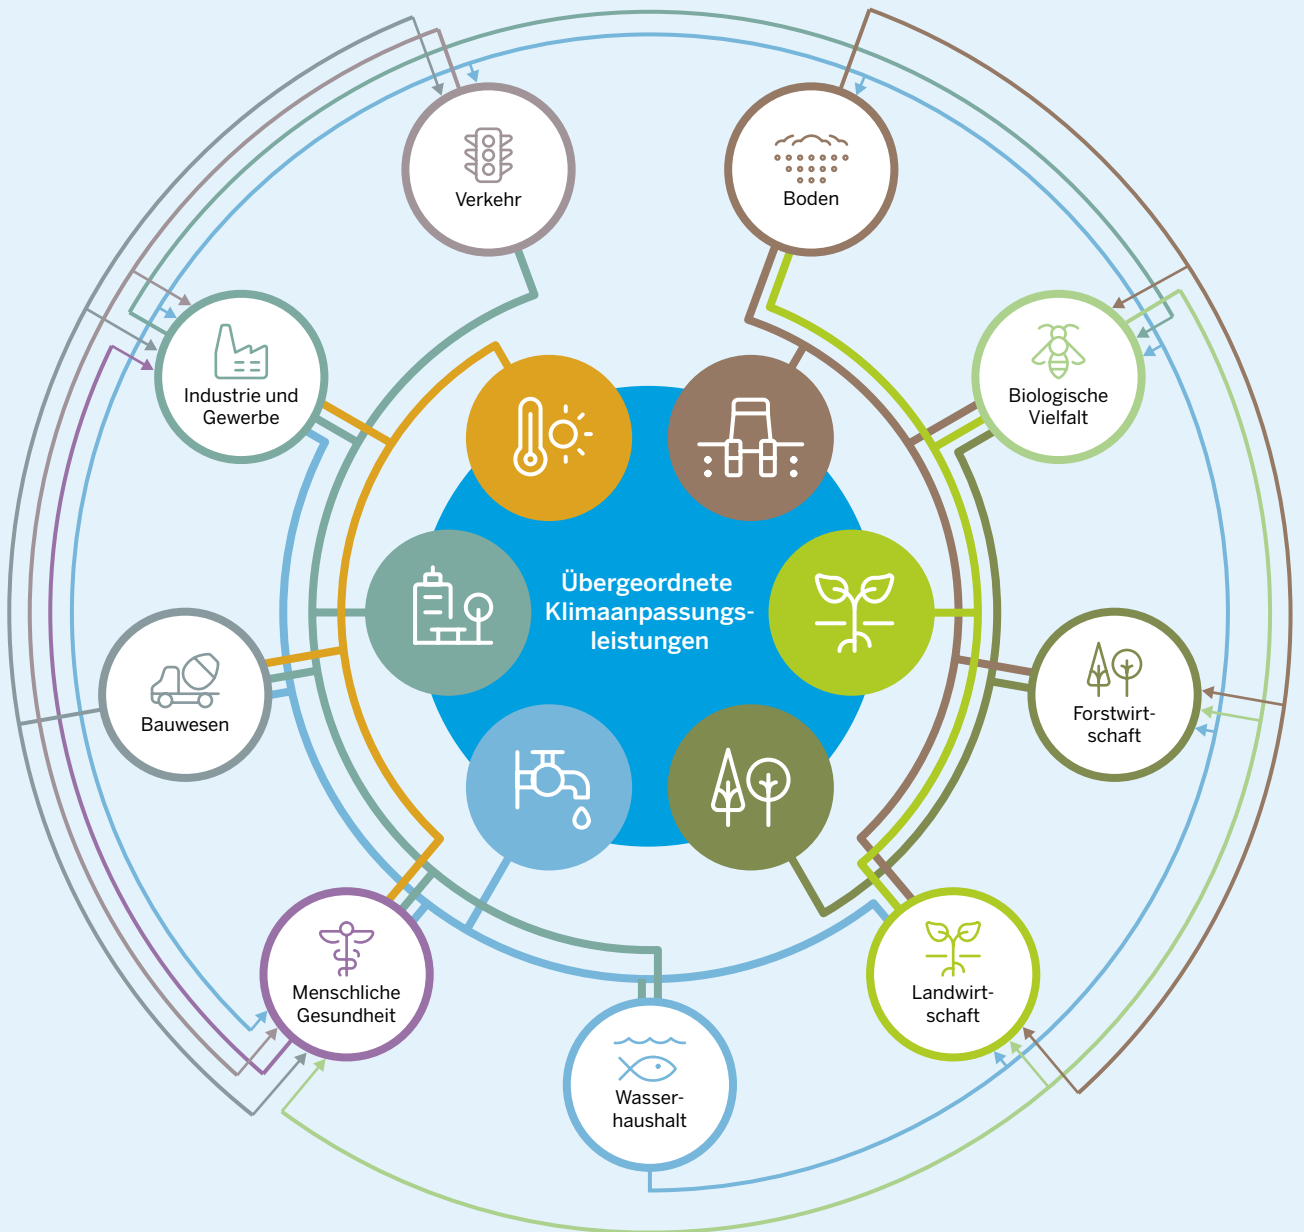 Verkehr
Boden
Industrie und
Gewerbe
Biologische
Vielfalt
Übergeordnete
Klimaanpassungs-
leistungen
Bauwesen
Forstwirt-
schaft
Menschliche
Gesundheit
Landwirt-
schaft
Wasser-
haushalt